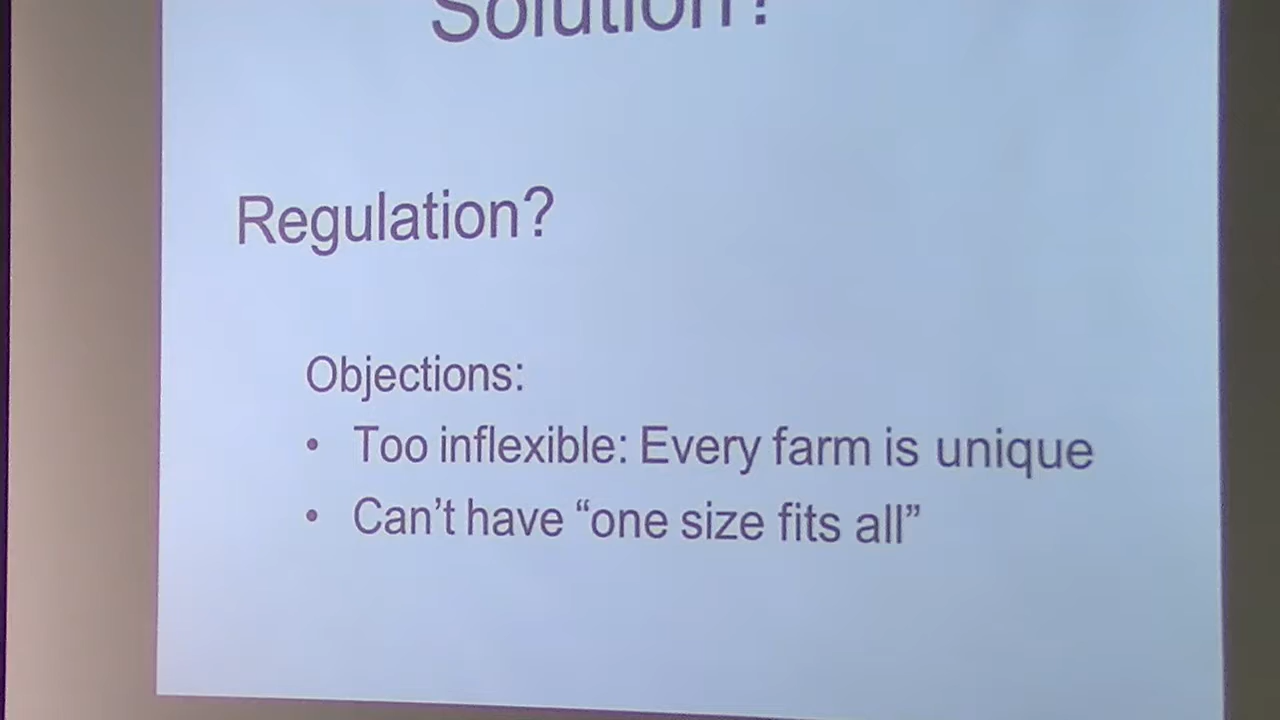 Solution?
Regulation?
Objections:
• Too inflexible: Every farm is unique
• Can’t have “one size fits all”